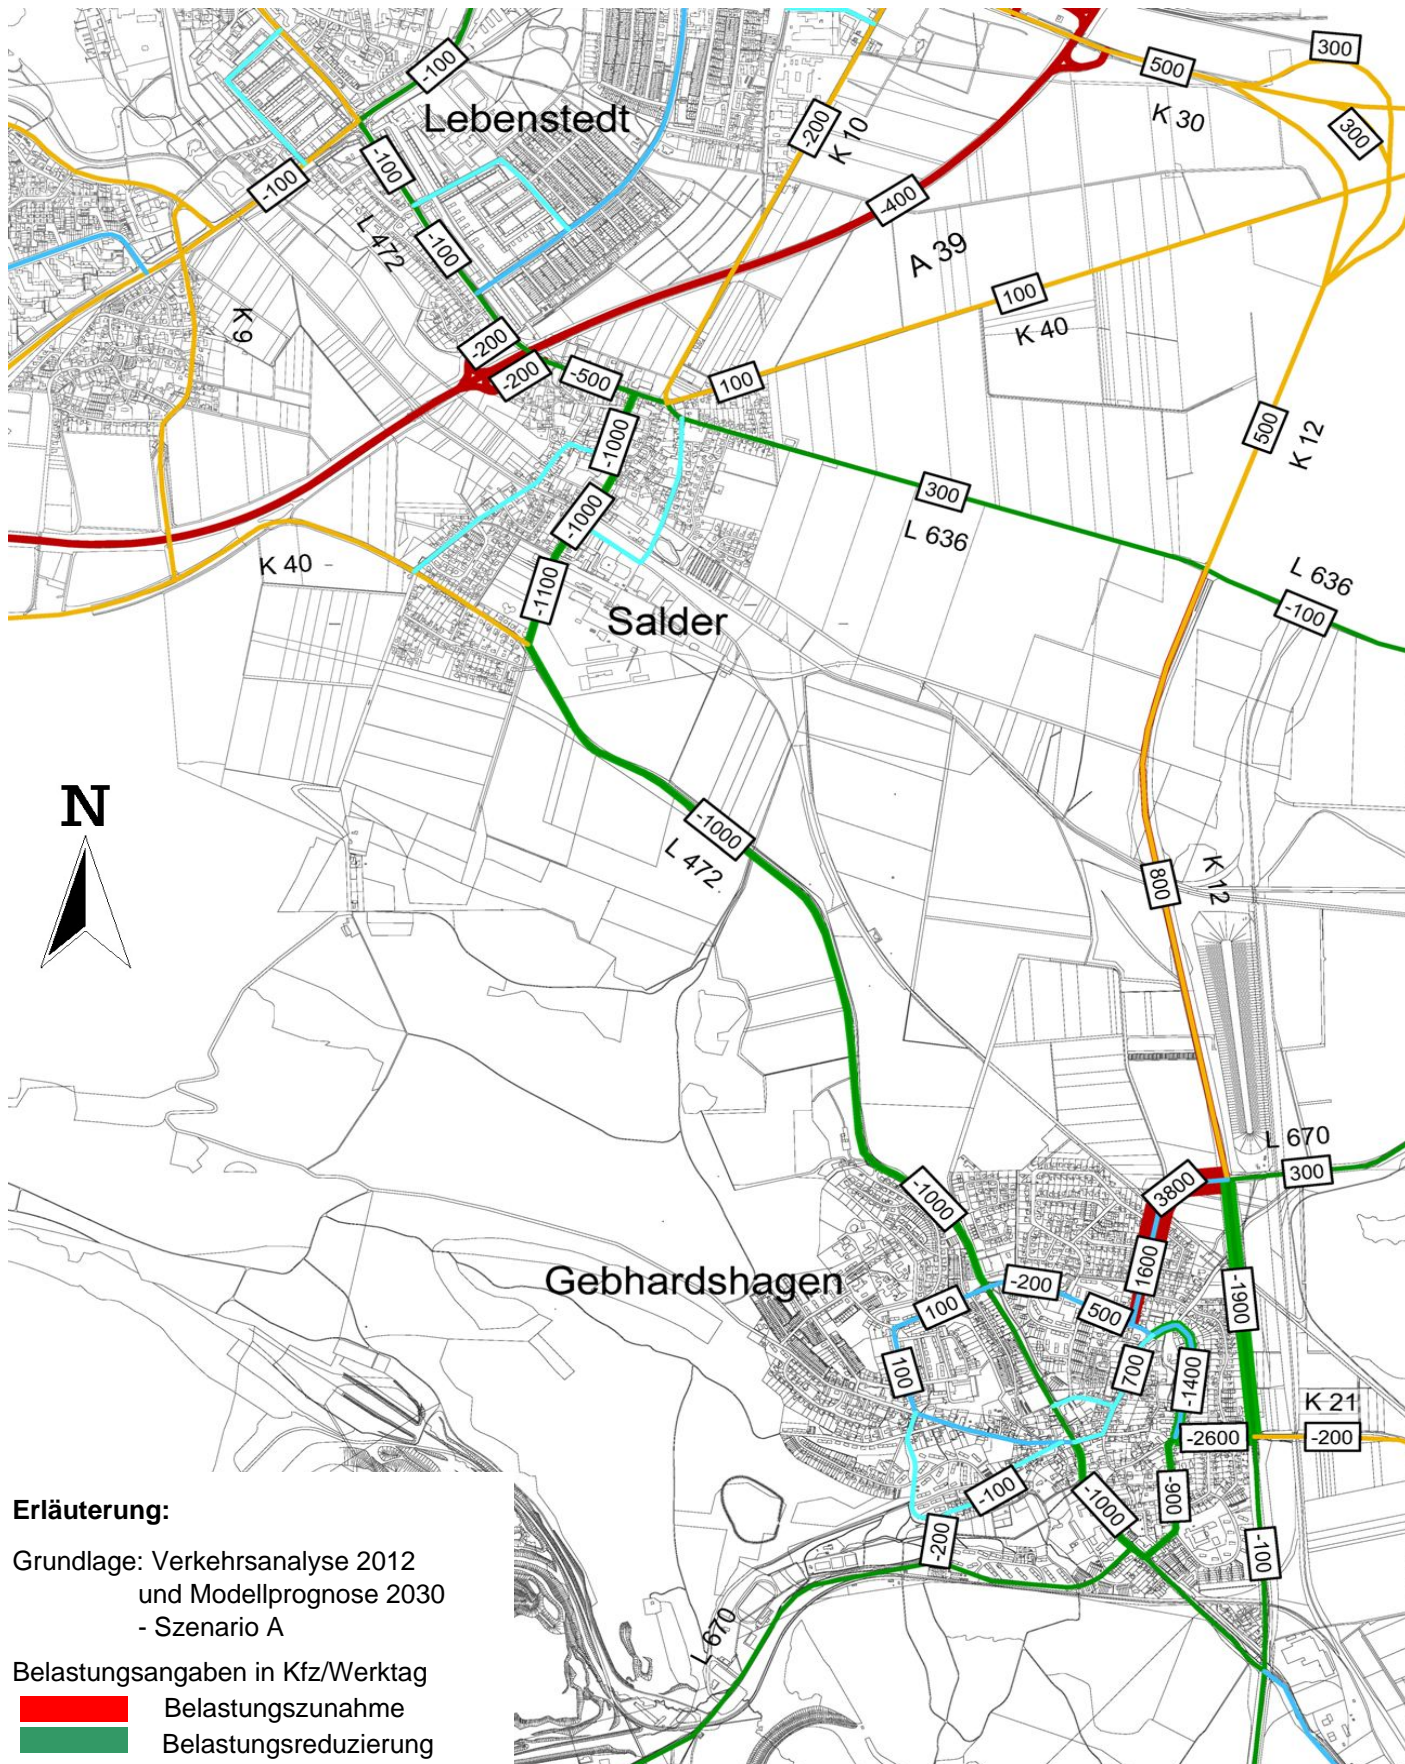 300
500
-100
Lebenstedt
-200
K 10
K 30
300
-100
-100
-400
L 472
-100
A 39
100
K 40
K 9
-200
-200
-500
100
-1000
500
K 12
300
L 636
-1000
K 40
-1100
L 636
-100
Salder
N
-1000
L 472
800
K 12
L 670
300
3800
-1000
1600
Gebhardshagen
-200
100
500
-1900
100
700
-1400
K 21
-2600
-200
-100
-900
-1000
-200
-100
L 670
Erläuterung:
Grundlage: Verkehrsanalyse 2012
und Modellprognose 2030
- Szenario A
Belastungsangaben in Kfz/Werktag
Belastungszunahme
Belastungsreduzierung